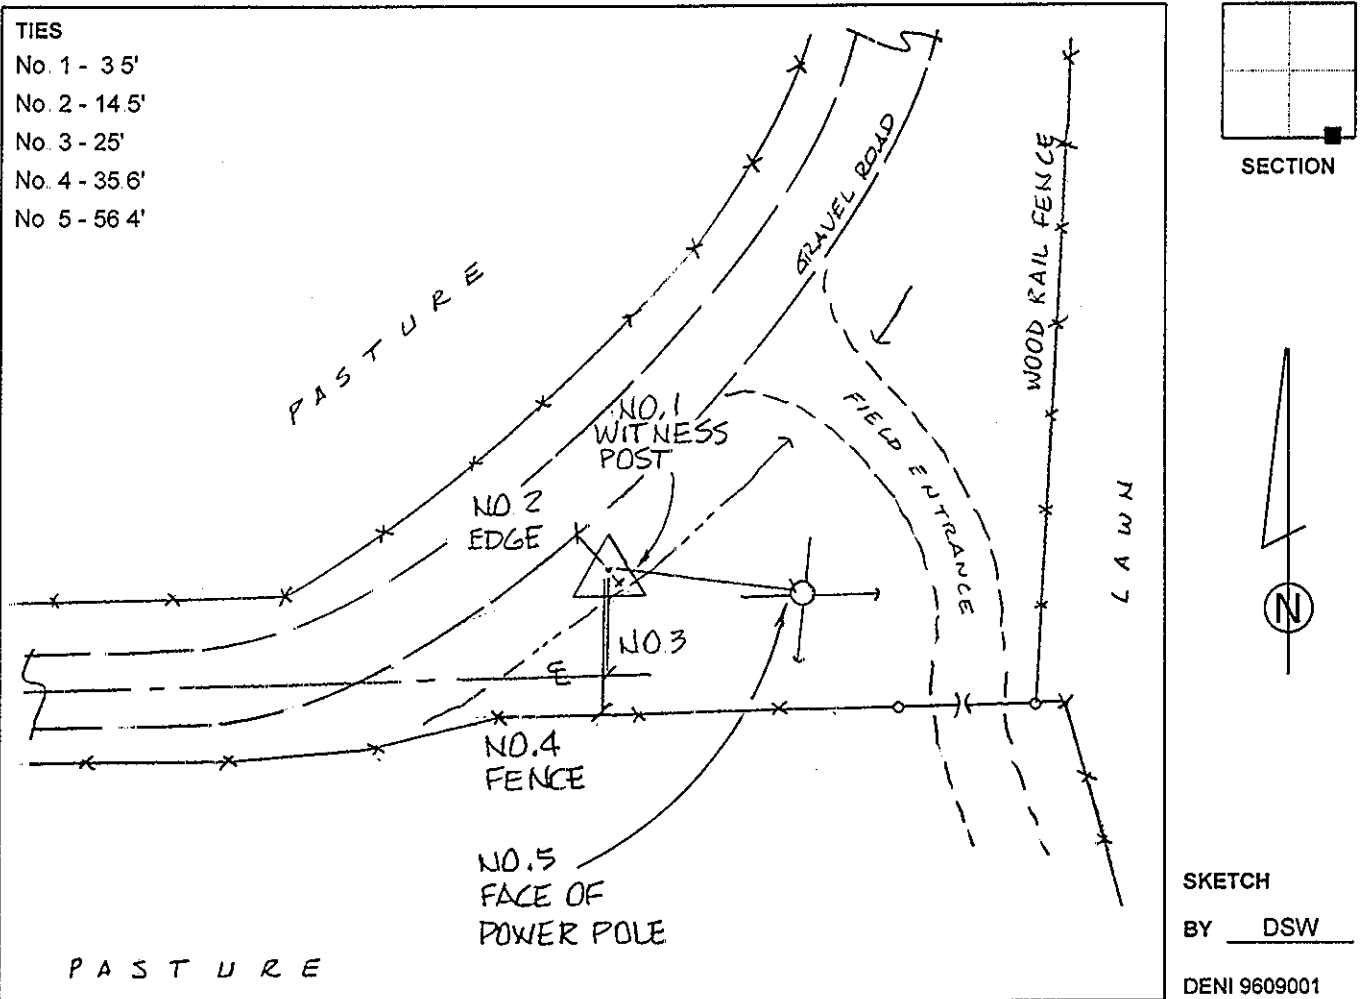 TIES
No. 1 - 3 5'
No. 2 - 14.5'
No. 3 - 25'
No. 4 - 35.6'
No 5 - 56 4'
SECTION
PASTURE
GRAVEL ROAD
WOOD RAIL FENCE
NO. 1
WITNESS
POST
FIELD ENTRANCE
LAWN
NO. 2
EDGE
NO. 3
℄
N
NO. 4
FENCE
NO. 5
FACE OF
POWER POLE
PASTURE
SKETCH
BY DSW
DENI 9609001